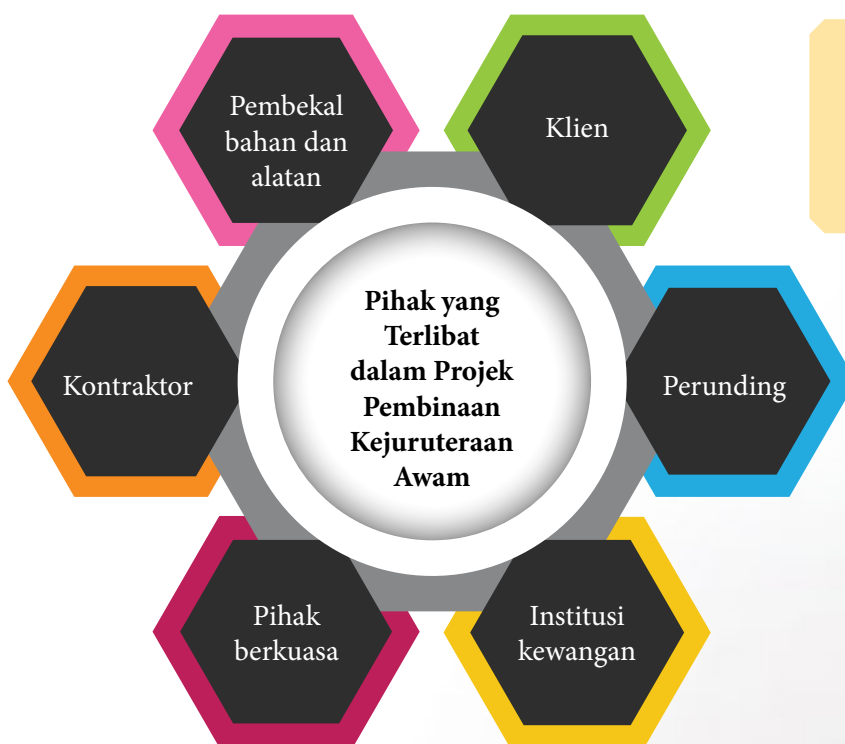 Pembekal
bahan dan
alatan
Klien
Kontraktor
Pihak yang
Terlibat
dalam Projek
Pembinaan
Kejuruteraan
Awam
Perunding
Pihak
berkuasa
Institusi
kewangan